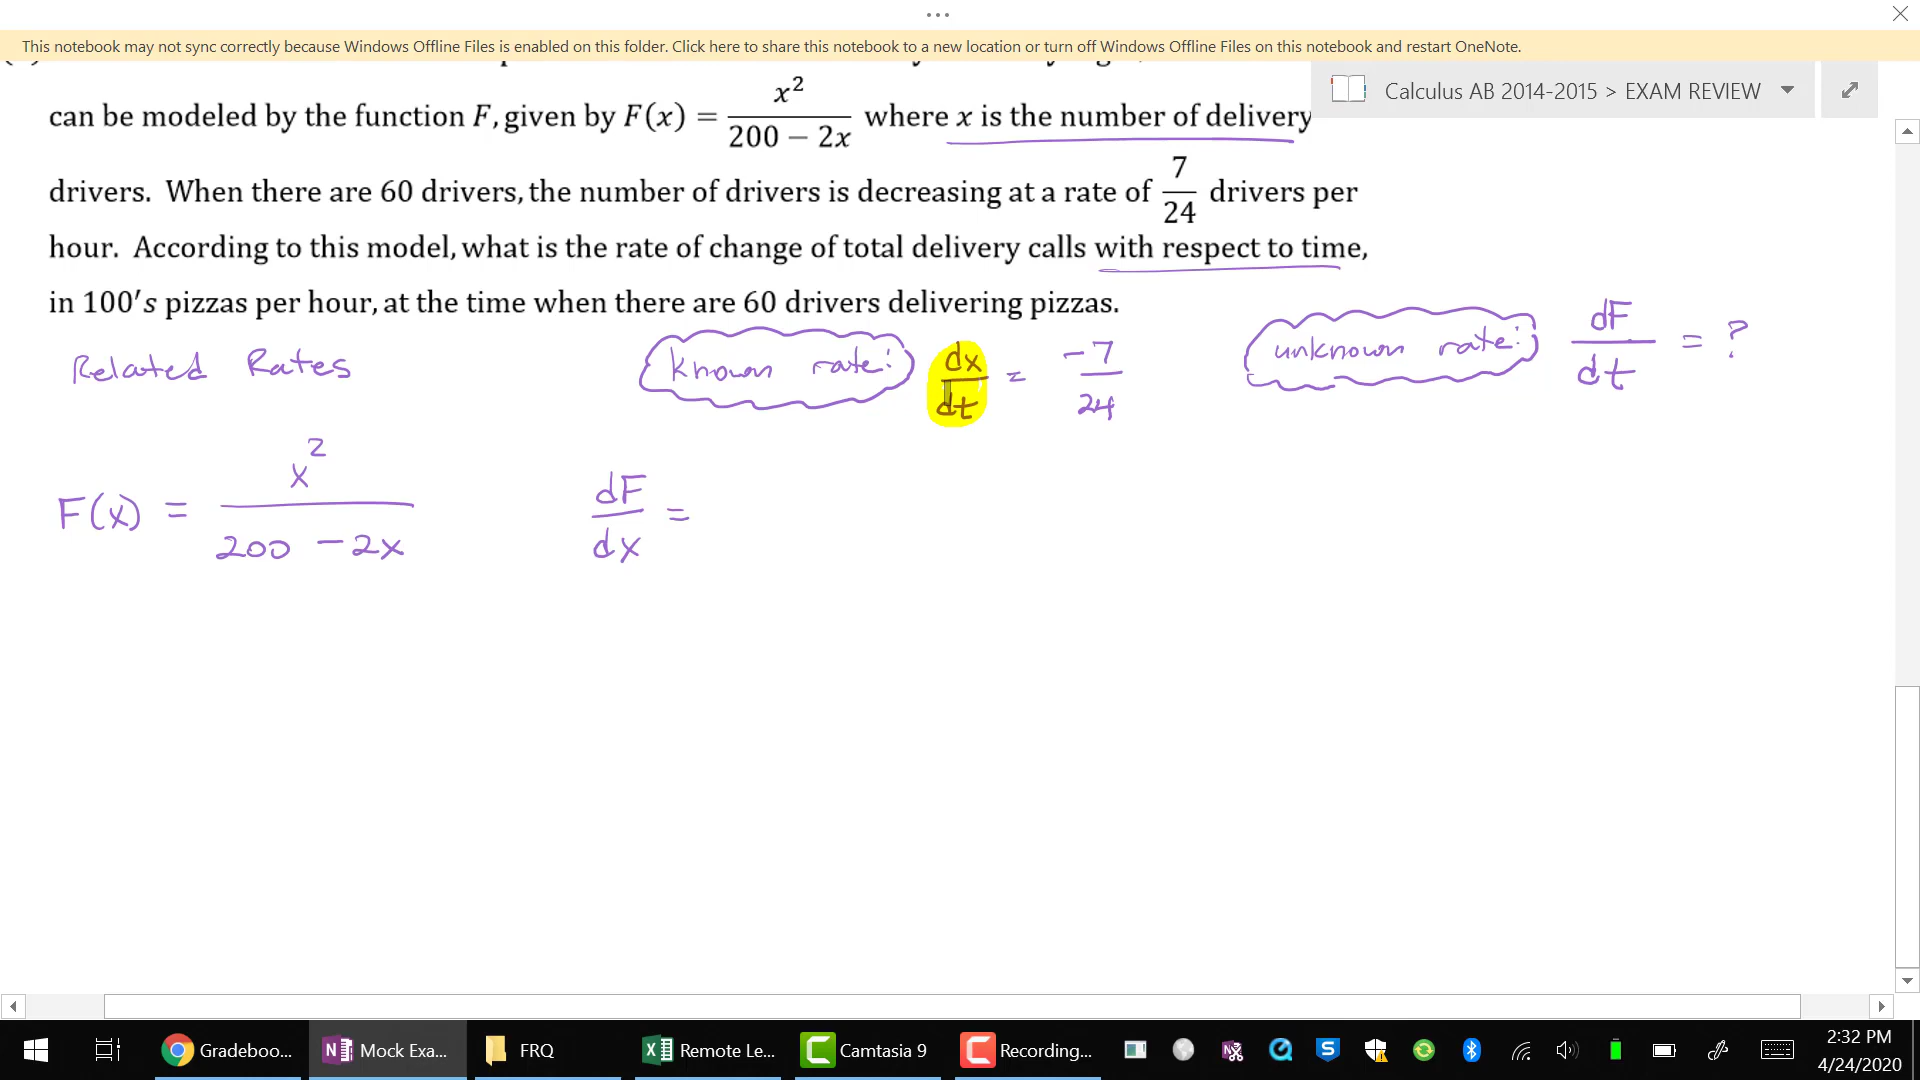 This notebook may not sync correctly because Windows Offline Files is enabled on this folder. Click here to share this notebook to a new location or turn off Windows Offline Files on this notebook and restart OneNote.
Calculus AB 2014-2015 > EXAM REVIEW
can be modeled by the function F, given by F(x) = x²/(200 − 2x) where x is the number of delivery
drivers. When there are 60 drivers, the number of drivers is decreasing at a rate of 7/24 drivers per
hour. According to this model, what is the rate of change of total delivery calls with respect to time,
in 100's pizzas per hour, at the time when there are 60 drivers delivering pizzas.
Related Rates known rate: dx/dt = -7/24 unknown rate: dF/dt = ?
F(x) = x²/(200 - 2x) dF/dx =
Gradeboo... Mock Exa... FRQ Remote Le... Camtasia 9 Recording... 2:32 PM
4/24/2020